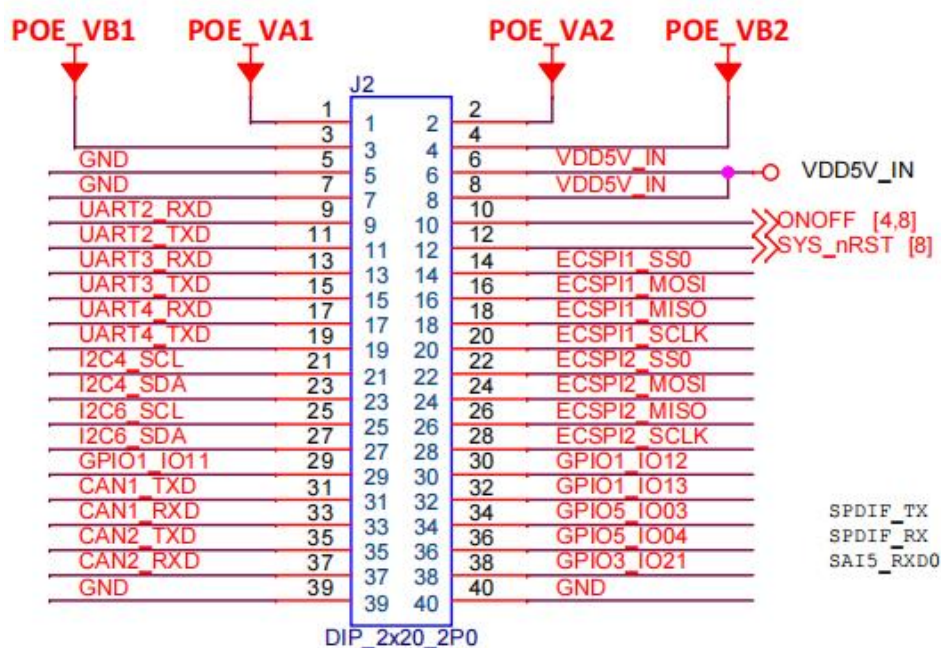 POE_VB1 POE_VA1 POE_VA2 POE_VB2
J2
1 1 2 2
3 3 4 4
GND 5 5 6 6 VDD5V_IN VDD5V_IN
GND 7 7 8 8 VDD5V_IN
UART2_RXD 9 9 10 10 ONOFF [4,8]
UART2_TXD 11 11 12 12 SYS_nRST [8]
UART3_RXD 13 13 14 14 ECSPI1_SS0
UART3_TXD 15 15 16 16 ECSPI1_MOSI
UART4_RXD 17 17 18 18 ECSPI1_MISO
UART4_TXD 19 19 20 20 ECSPI1_SCLK
I2C4_SCL 21 21 22 22 ECSPI2_SS0
I2C4_SDA 23 23 24 24 ECSPI2_MOSI
I2C6_SCL 25 25 26 26 ECSPI2_MISO
I2C6_SDA 27 27 28 28 ECSPI2_SCLK
GPIO1_IO11 29 29 30 30 GPIO1_IO12
CAN1_TXD 31 31 32 32 GPIO1_IO13
CAN1_RXD 33 33 34 34 GPIO5_IO03 SPDIF_TX
CAN2_TXD 35 35 36 36 GPIO5_IO04 SPDIF_RX
CAN2_RXD 37 37 38 38 GPIO3_IO21 SAI5_RXD0
GND 39 39 40 40 GND
DIP_2x20_2P0